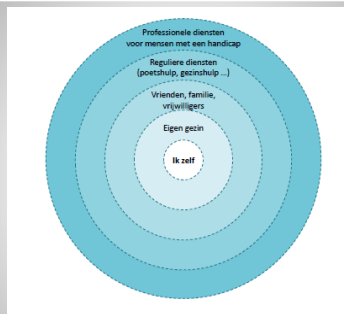 Professionele diensten
voor mensen met een handicap
Reguliere diensten
(poetshulp, gezinshulp ...)
Vrienden, familie,
vrijwilligers
Eigen gezin
Ik zelf